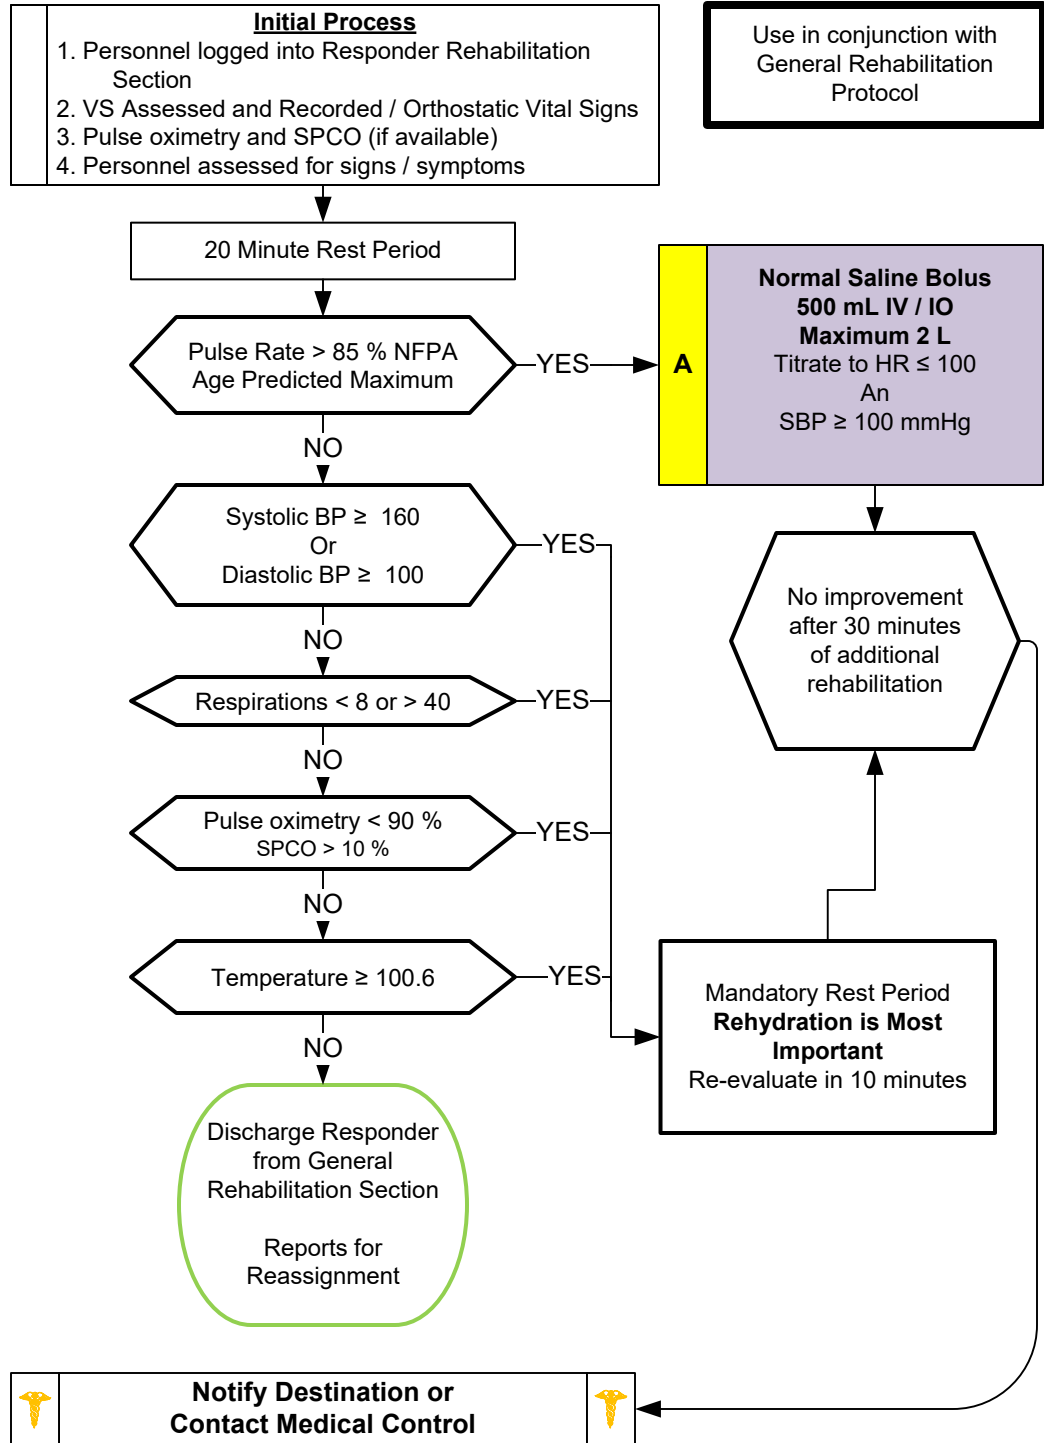 Initial Process
1. Personnel logged into Responder Rehabilitation
Section
2. VS Assessed and Recorded / Orthostatic Vital Signs
3. Pulse oximetry and SPCO (if available)
4. Personnel assessed for signs / symptoms
Use in conjunction with
General Rehabilitation
Protocol
20 Minute Rest Period
Pulse Rate > 85 % NFPA
Age Predicted Maximum
YES
A
Normal Saline Bolus
500 mL IV / IO
Maximum 2 L
Titrate to HR ≤ 100
An
SBP ≥ 100 mmHg
NO
Systolic BP ≥ 160
Or
Diastolic BP ≥ 100
YES
No improvement
after 30 minutes
of additional
rehabilitation
NO
Respirations < 8 or > 40
YES
NO
Pulse oximetry < 90 %
SPCO > 10 %
YES
NO
Temperature ≥ 100.6
YES
Mandatory Rest Period
Rehydration is Most
Important
Re-evaluate in 10 minutes
NO
Discharge Responder
from General
Rehabilitation Section
Reports for
Reassignment
Notify Destination or
Contact Medical Control